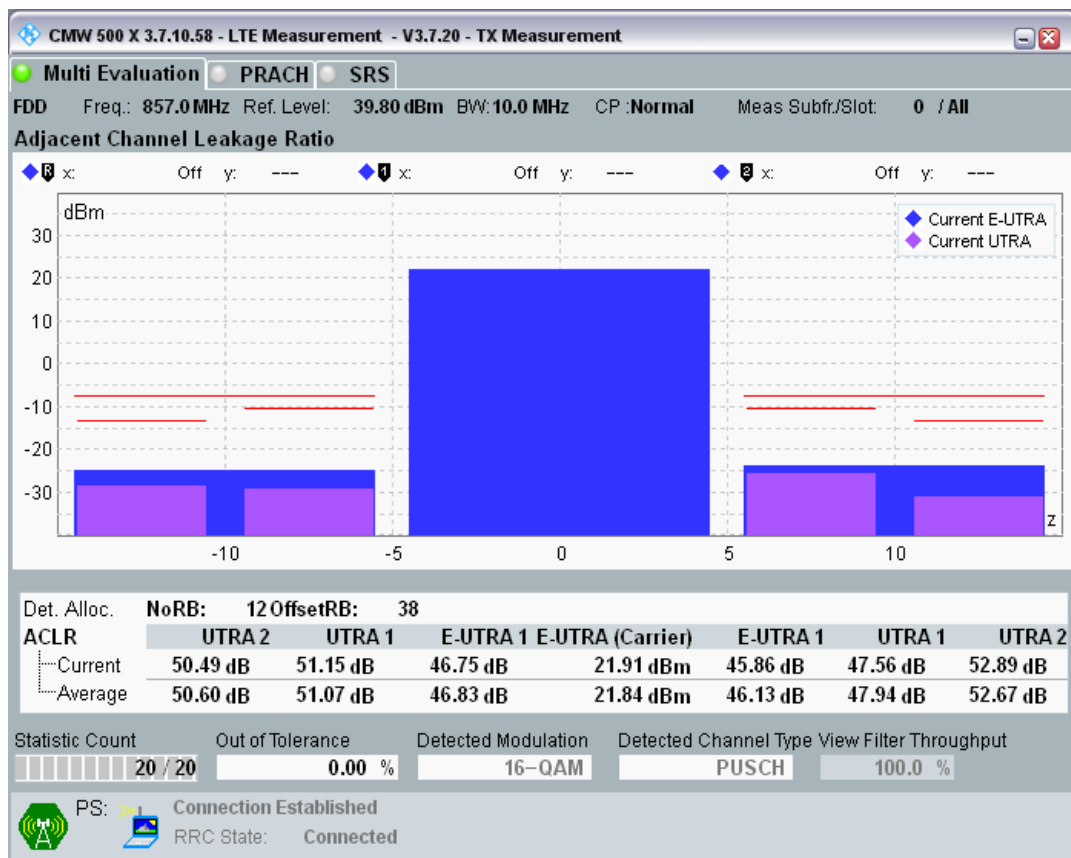 CMW 500 X 3.7.10.58 - LTE Measurement - V3.7.20 - TX Measurement
Multi Evaluation PRACH SRS
FDD Freq.: 857.0 MHz Ref. Level: 39.80 dBm BW: 10.0 MHz CP :Normal Meas Subfr./Slot: 0 / All
Adjacent Channel Leakage Ratio
R x: Off y: --- 1 x: Off y: --- 2 x: Off y: ---
dBm
Current E-UTRA
Current UTRA
30
20
10
0
-10
-20
-30
z
-10 -5 0 5 10
Det. Alloc. NoRB: 12 OffsetRB: 38
ACLR UTRA 2 UTRA 1 E-UTRA 1 E-UTRA (Carrier) E-UTRA 1 UTRA 1 UTRA 2
Current 50.49 dB 51.15 dB 46.75 dB 21.91 dBm 45.86 dB 47.56 dB 52.89 dB
Average 50.60 dB 51.07 dB 46.83 dB 21.84 dBm 46.13 dB 47.94 dB 52.67 dB
Statistic Count Out of Tolerance Detected Modulation Detected Channel Type View Filter Throughput
20 / 20 0.00 % 16-QAM PUSCH 100.0 %
PS: Connection Established
RRC State: Connected